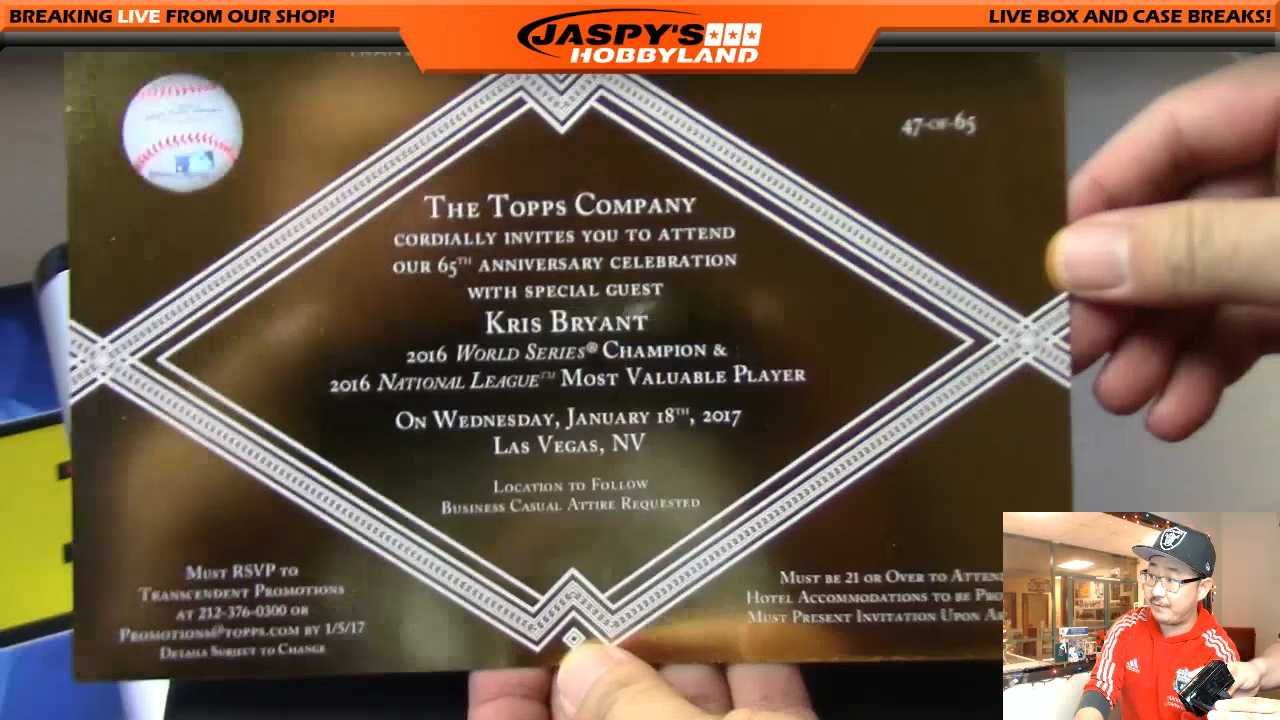 BREAKING LIVE FROM OUR SHOP!
JASPY'S
HOBBYLAND
LIVE BOX AND CASE BREAKS!
47-OF-65
THE TOPPS COMPANY
CORDIALLY INVITES YOU TO ATTEND
OUR 65TH ANNIVERSARY CELEBRATION
WITH SPECIAL GUEST
KRIS BRYANT
2016 WORLD SERIES® CHAMPION &
2016 NATIONAL LEAGUE™ MOST VALUABLE PLAYER
ON WEDNESDAY, JANUARY 18TH, 2017
LAS VEGAS, NV
LOCATION TO FOLLOW
BUSINESS CASUAL ATTIRE REQUESTED
MUST RSVP TO
TRANSCENDENT PROMOTIONS
AT 212-376-0300 OR
PROMOTIONS@TOPPS.COM BY 1/5/17
DETAILS SUBJECT TO CHANGE
MUST BE 21 OR OVER TO ATTEN
HOTEL ACCOMMODATIONS TO BE PRO
MUST PRESENT INVITATION UPON AR